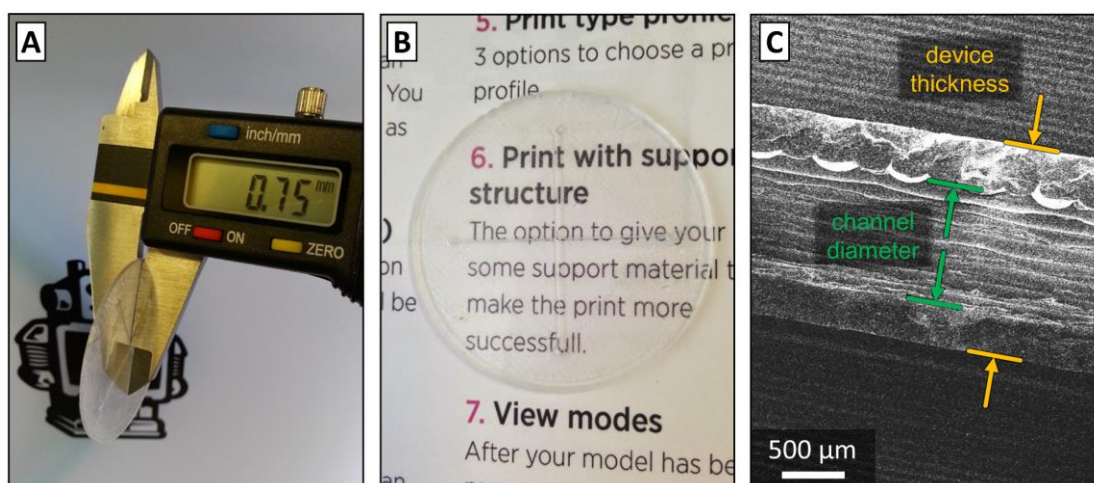 A
inch/mm
0.75 mm
OFF ON ZERO
B
5. Print type profile
an 3 options to choose a pr
You profile.
as
6. Print with suppor
structure
) The option to give your
on some support material t
l be make the print more
successfull.
7. View modes
After your model has be
an
C
device
thickness
channel
diameter
500 µm